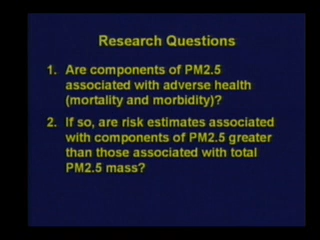 Research Questions
1. Are components of PM2.5
associated with adverse health
(mortality and morbidity)?
2. If so, are risk estimates associated
with components of PM2.5 greater
than those associated with total
PM2.5 mass?